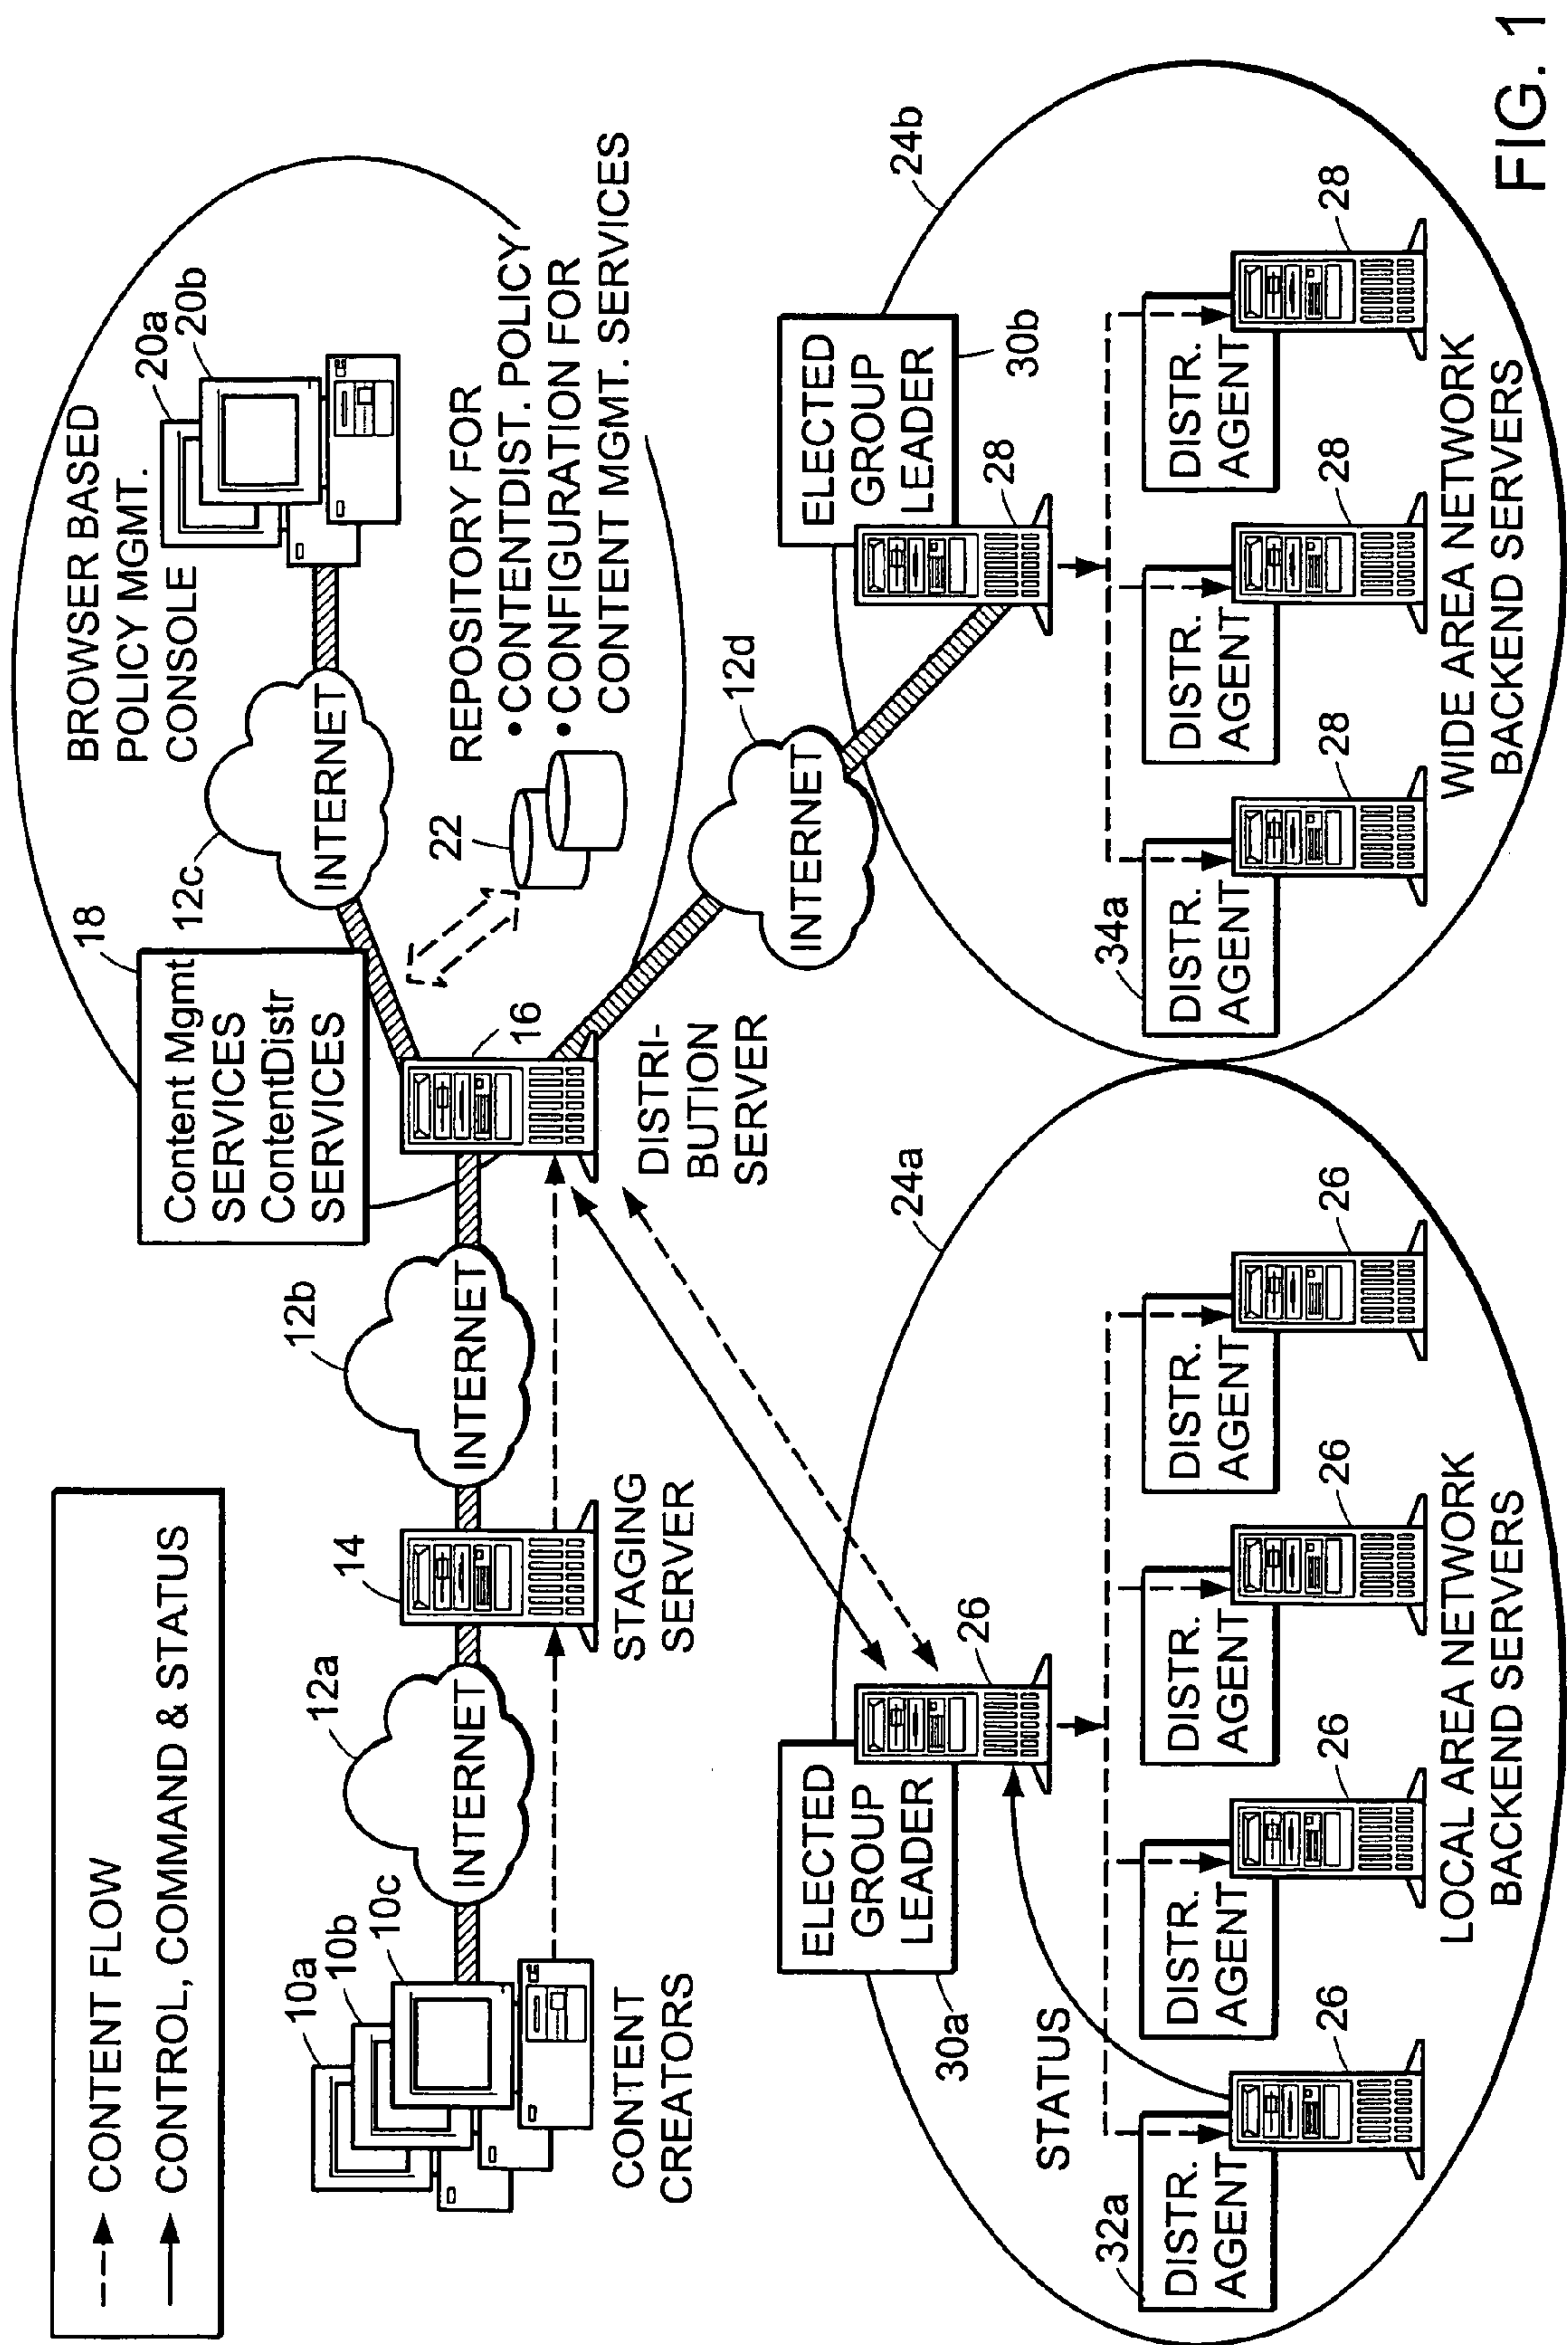 CONTENT FLOW
CONTROL, COMMAND & STATUS
10a
10b
10c
CONTENT
CREATORS
12a
INTERNET
14
STAGING
SERVER
12b
INTERNET
18
Content Mgmt
SERVICES
ContentDistr
SERVICES
16
DISTRI-
BUTION
SERVER
12c
INTERNET
BROWSER BASED
POLICY MGMT.
CONSOLE
20a
20b
22
REPOSITORY FOR
•CONTENTDIST. POLICY
•CONFIGURATION FOR
CONTENT MGMT. SERVICES
12d
INTERNET
24a
ELECTED
GROUP
LEADER
30a
26
STATUS
32a
DISTR.
AGENT
26
DISTR.
AGENT
26
DISTR.
AGENT
26
DISTR.
AGENT
26
LOCAL AREA NETWORK
BACKEND SERVERS
24b
ELECTED
GROUP
LEADER
30b
28
34a
DISTR.
AGENT
28
DISTR.
AGENT
28
DISTR.
AGENT
28
WIDE AREA NETWORK
BACKEND SERVERS
FIG. 1